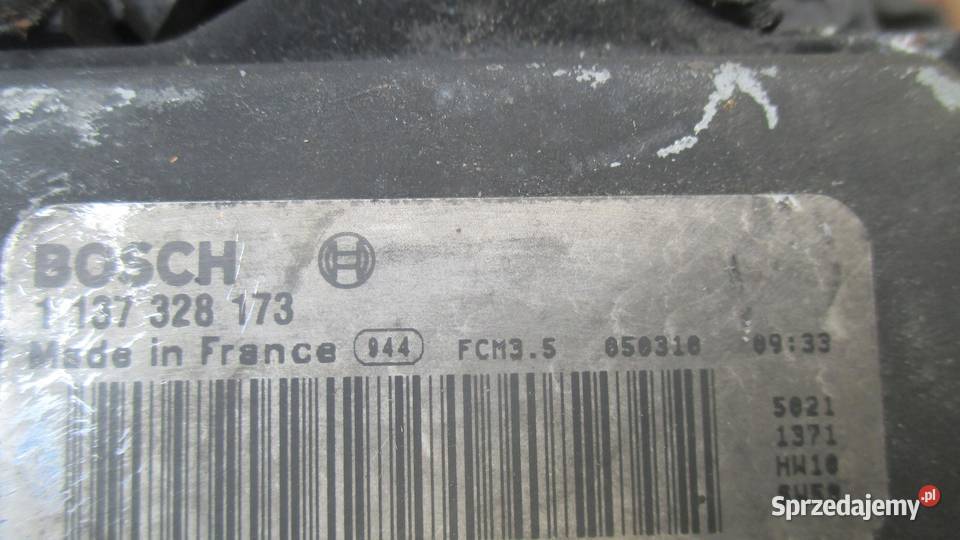 BOSCH
1 137 328 173
Made in France 944 FCM3.5 050310 09:33
5021
1371
HW10
Sprzedajemy.pl